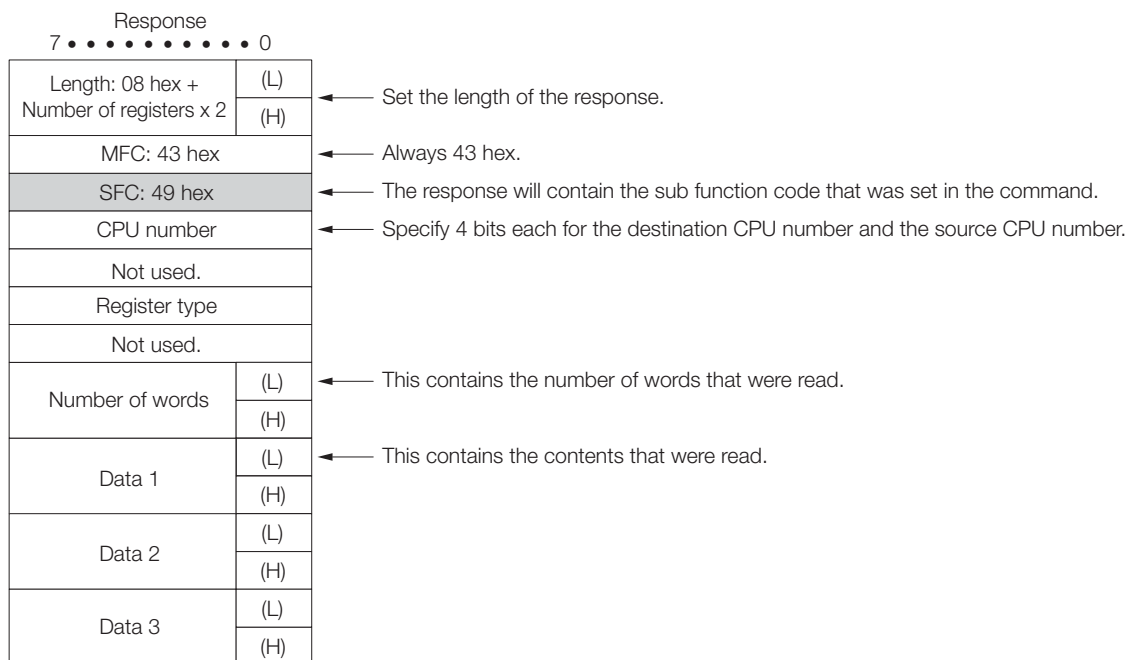 Response
7 • • • • • • • • • • 0
Length: 08 hex +
Number of registers x 2
(L)
(H)
Set the length of the response.
MFC: 43 hex
Always 43 hex.
SFC: 49 hex
The response will contain the sub function code that was set in the command.
CPU number
Specify 4 bits each for the destination CPU number and the source CPU number.
Not used.
Register type
Not used.
Number of words
(L)
(H)
This contains the number of words that were read.
Data 1
(L)
(H)
This contains the contents that were read.
Data 2
(L)
(H)
Data 3
(L)
(H)